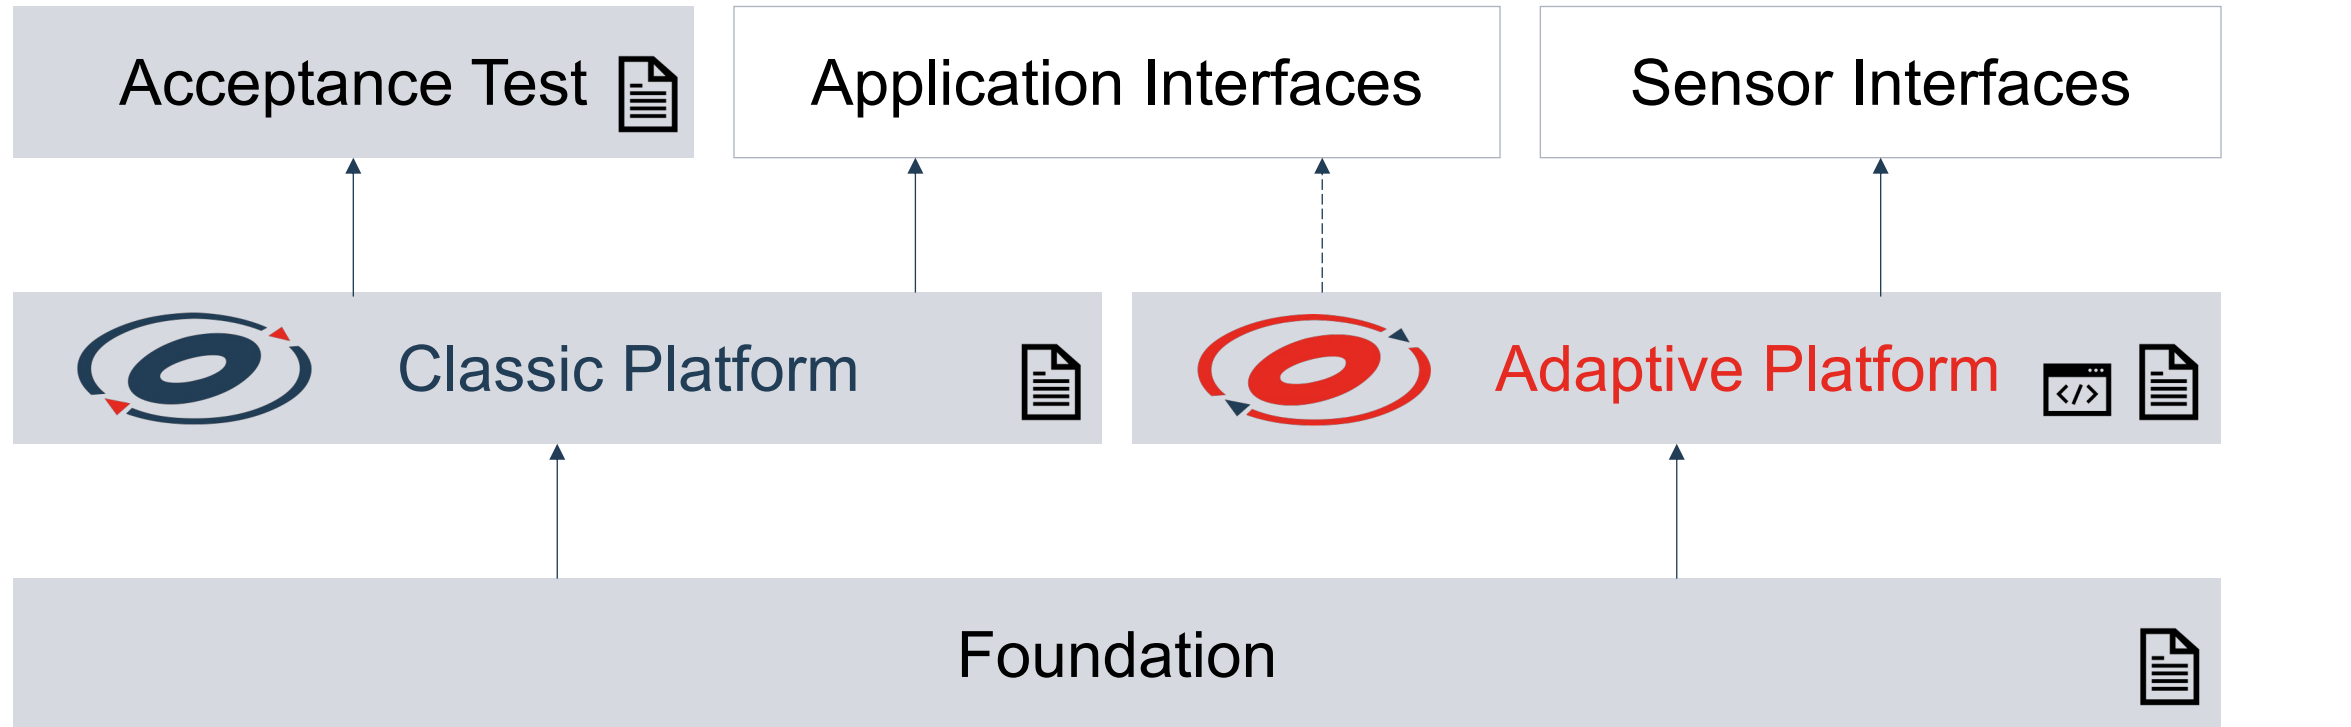 Acceptance Test
Application Interfaces
Sensor Interfaces
Classic Platform
Adaptive Platform
</>
Foundation